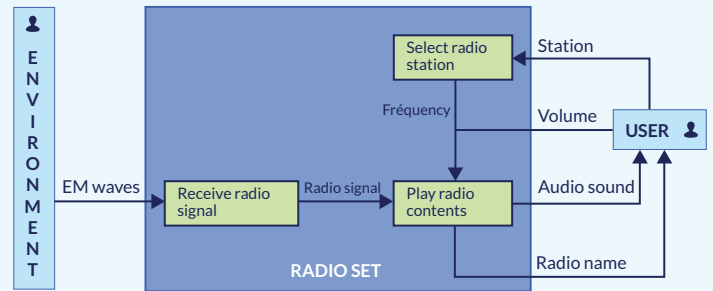 ENVIRONMENT
Select radio
station
Station
Fréquency
Volume
USER
EM waves
Receive radio
signal
Radio signal
Play radio
contents
Audio sound
Radio name
RADIO SET